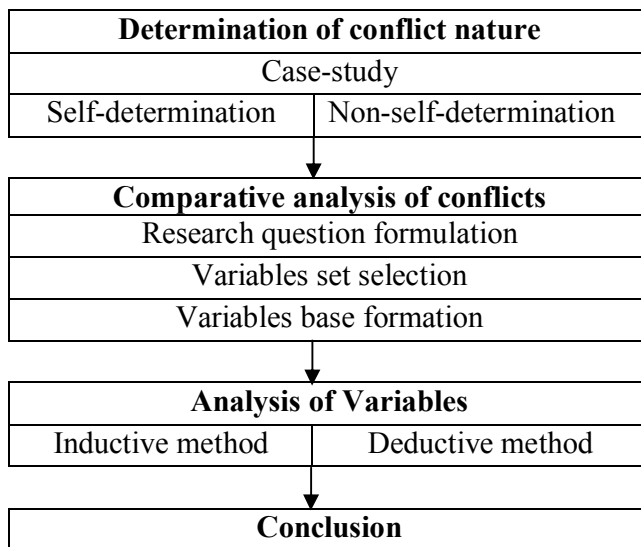 Determination of conflict nature
Case-study
Self-determination Non-self-determination
Comparative analysis of conflicts
Research question formulation
Variables set selection
Variables base formation
Analysis of Variables
Inductive method Deductive method
Conclusion